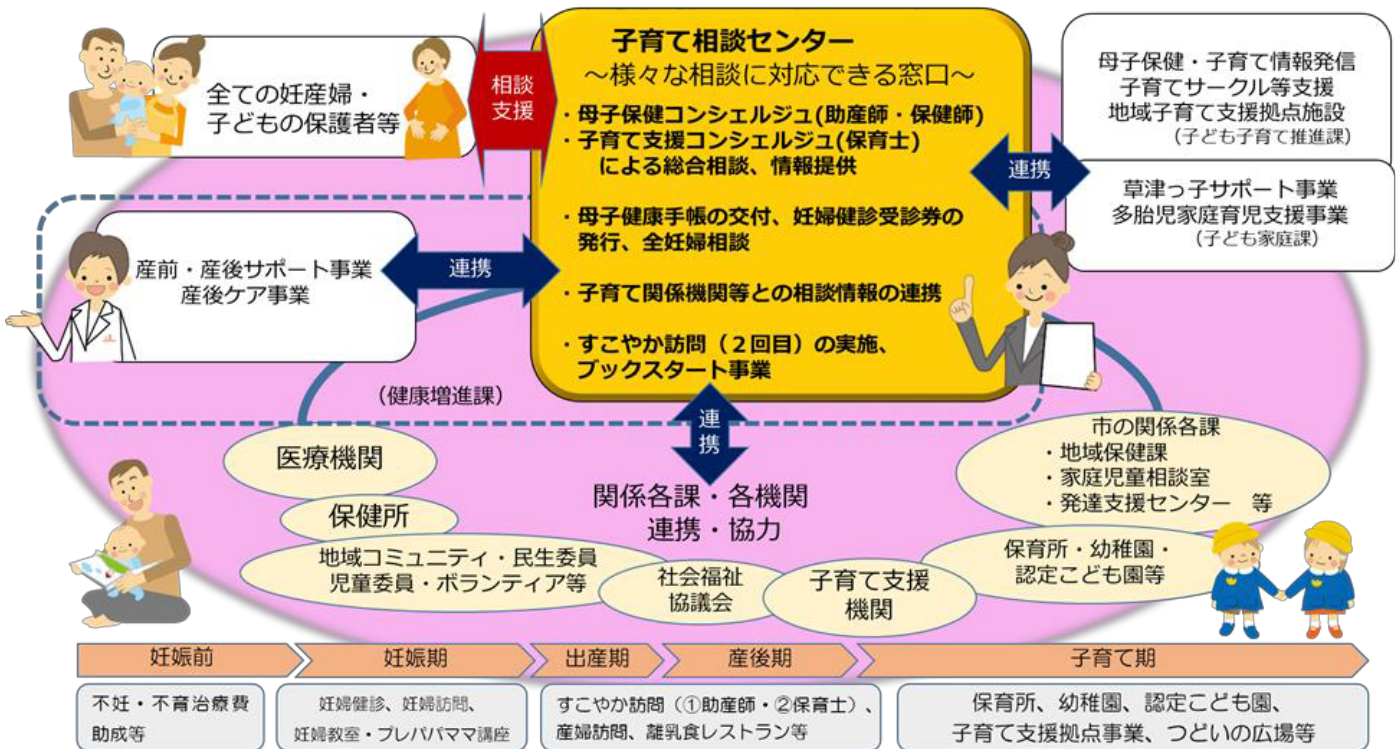 全ての妊産婦・
子どもの保護者等
相談
支援
子育て相談センター
～様々な相談に対応できる窓口～
・母子保健コンシェルジュ(助産師・保健師)
・子育て支援コンシェルジュ(保育士)
による総合相談、情報提供
・母子健康手帳の交付、妊婦健診受診券の
発行、全妊婦相談
・子育て関係機関等との相談情報の連携
・すこやか訪問（２回目）の実施、
ブックスタート事業
母子保健・子育て情報発信
子育てサークル等支援
地域子育て支援拠点施設
(子ども子育て推進課)
連携
草津っ子サポート事業
多胎児家庭育児支援事業
(子ども家庭課)
産前・産後サポート事業
産後ケア事業
連携
(健康増進課)
連
携
関係各課・各機関
連携・協力
医療機関
保健所
地域コミュニティ・民生委員
児童委員・ボランティア等
社会福祉
協議会
子育て支援
機関
保育所・幼稚園・
認定こども園等
市の関係各課
・地域保健課
・家庭児童相談室
・発達支援センター　等
妊娠前
妊娠期
出産期
産後期
子育て期
不妊・不育治療費
助成等
妊婦健診、妊婦訪問、
妊婦教室・プレパパママ講座
すこやか訪問（①助産師・②保育士）、
産婦訪問、離乳食レストラン等
保育所、幼稚園、認定こども園、
子育て支援拠点事業、つどいの広場等